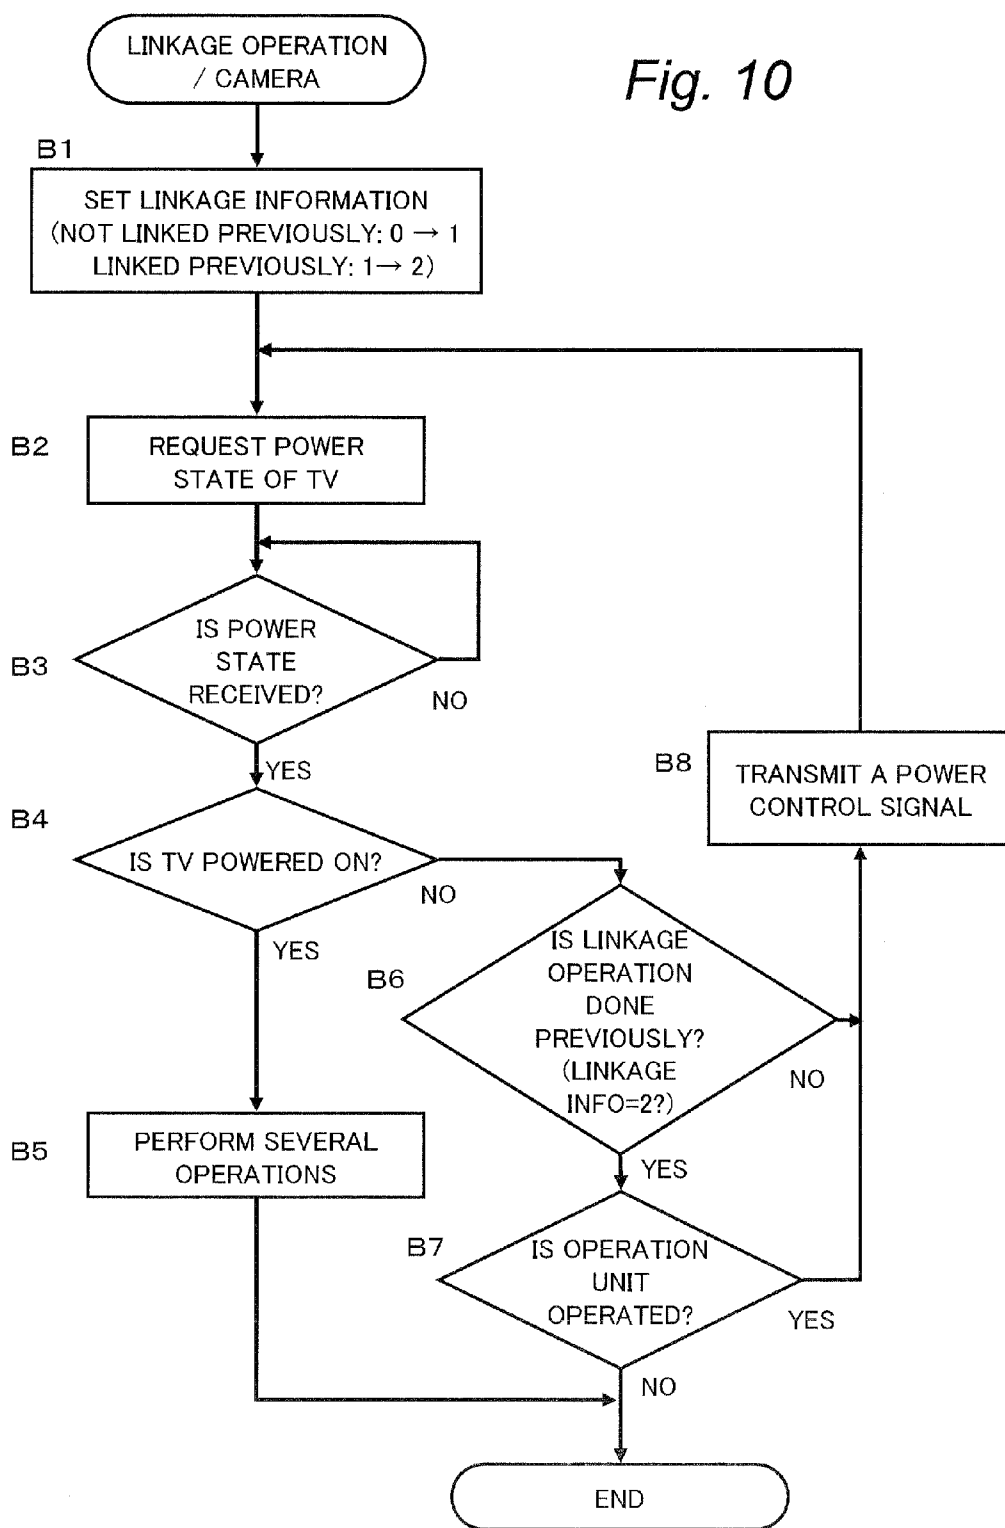 LINKAGE OPERATION
/ CAMERA
Fig. 10
B1
SET LINKAGE INFORMATION
(NOT LINKED PREVIOUSLY: 0 → 1
LINKED PREVIOUSLY: 1→ 2)
B2
REQUEST POWER
STATE OF TV
B3
IS POWER
STATE
RECEIVED?
NO
YES
B4
IS TV POWERED ON?
NO
YES
B5
PERFORM SEVERAL
OPERATIONS
B6
IS LINKAGE
OPERATION
DONE
PREVIOUSLY?
(LINKAGE
INFO=2?)
NO
YES
B7
IS OPERATION
UNIT
OPERATED?
YES
NO
B8
TRANSMIT A POWER
CONTROL SIGNAL
END